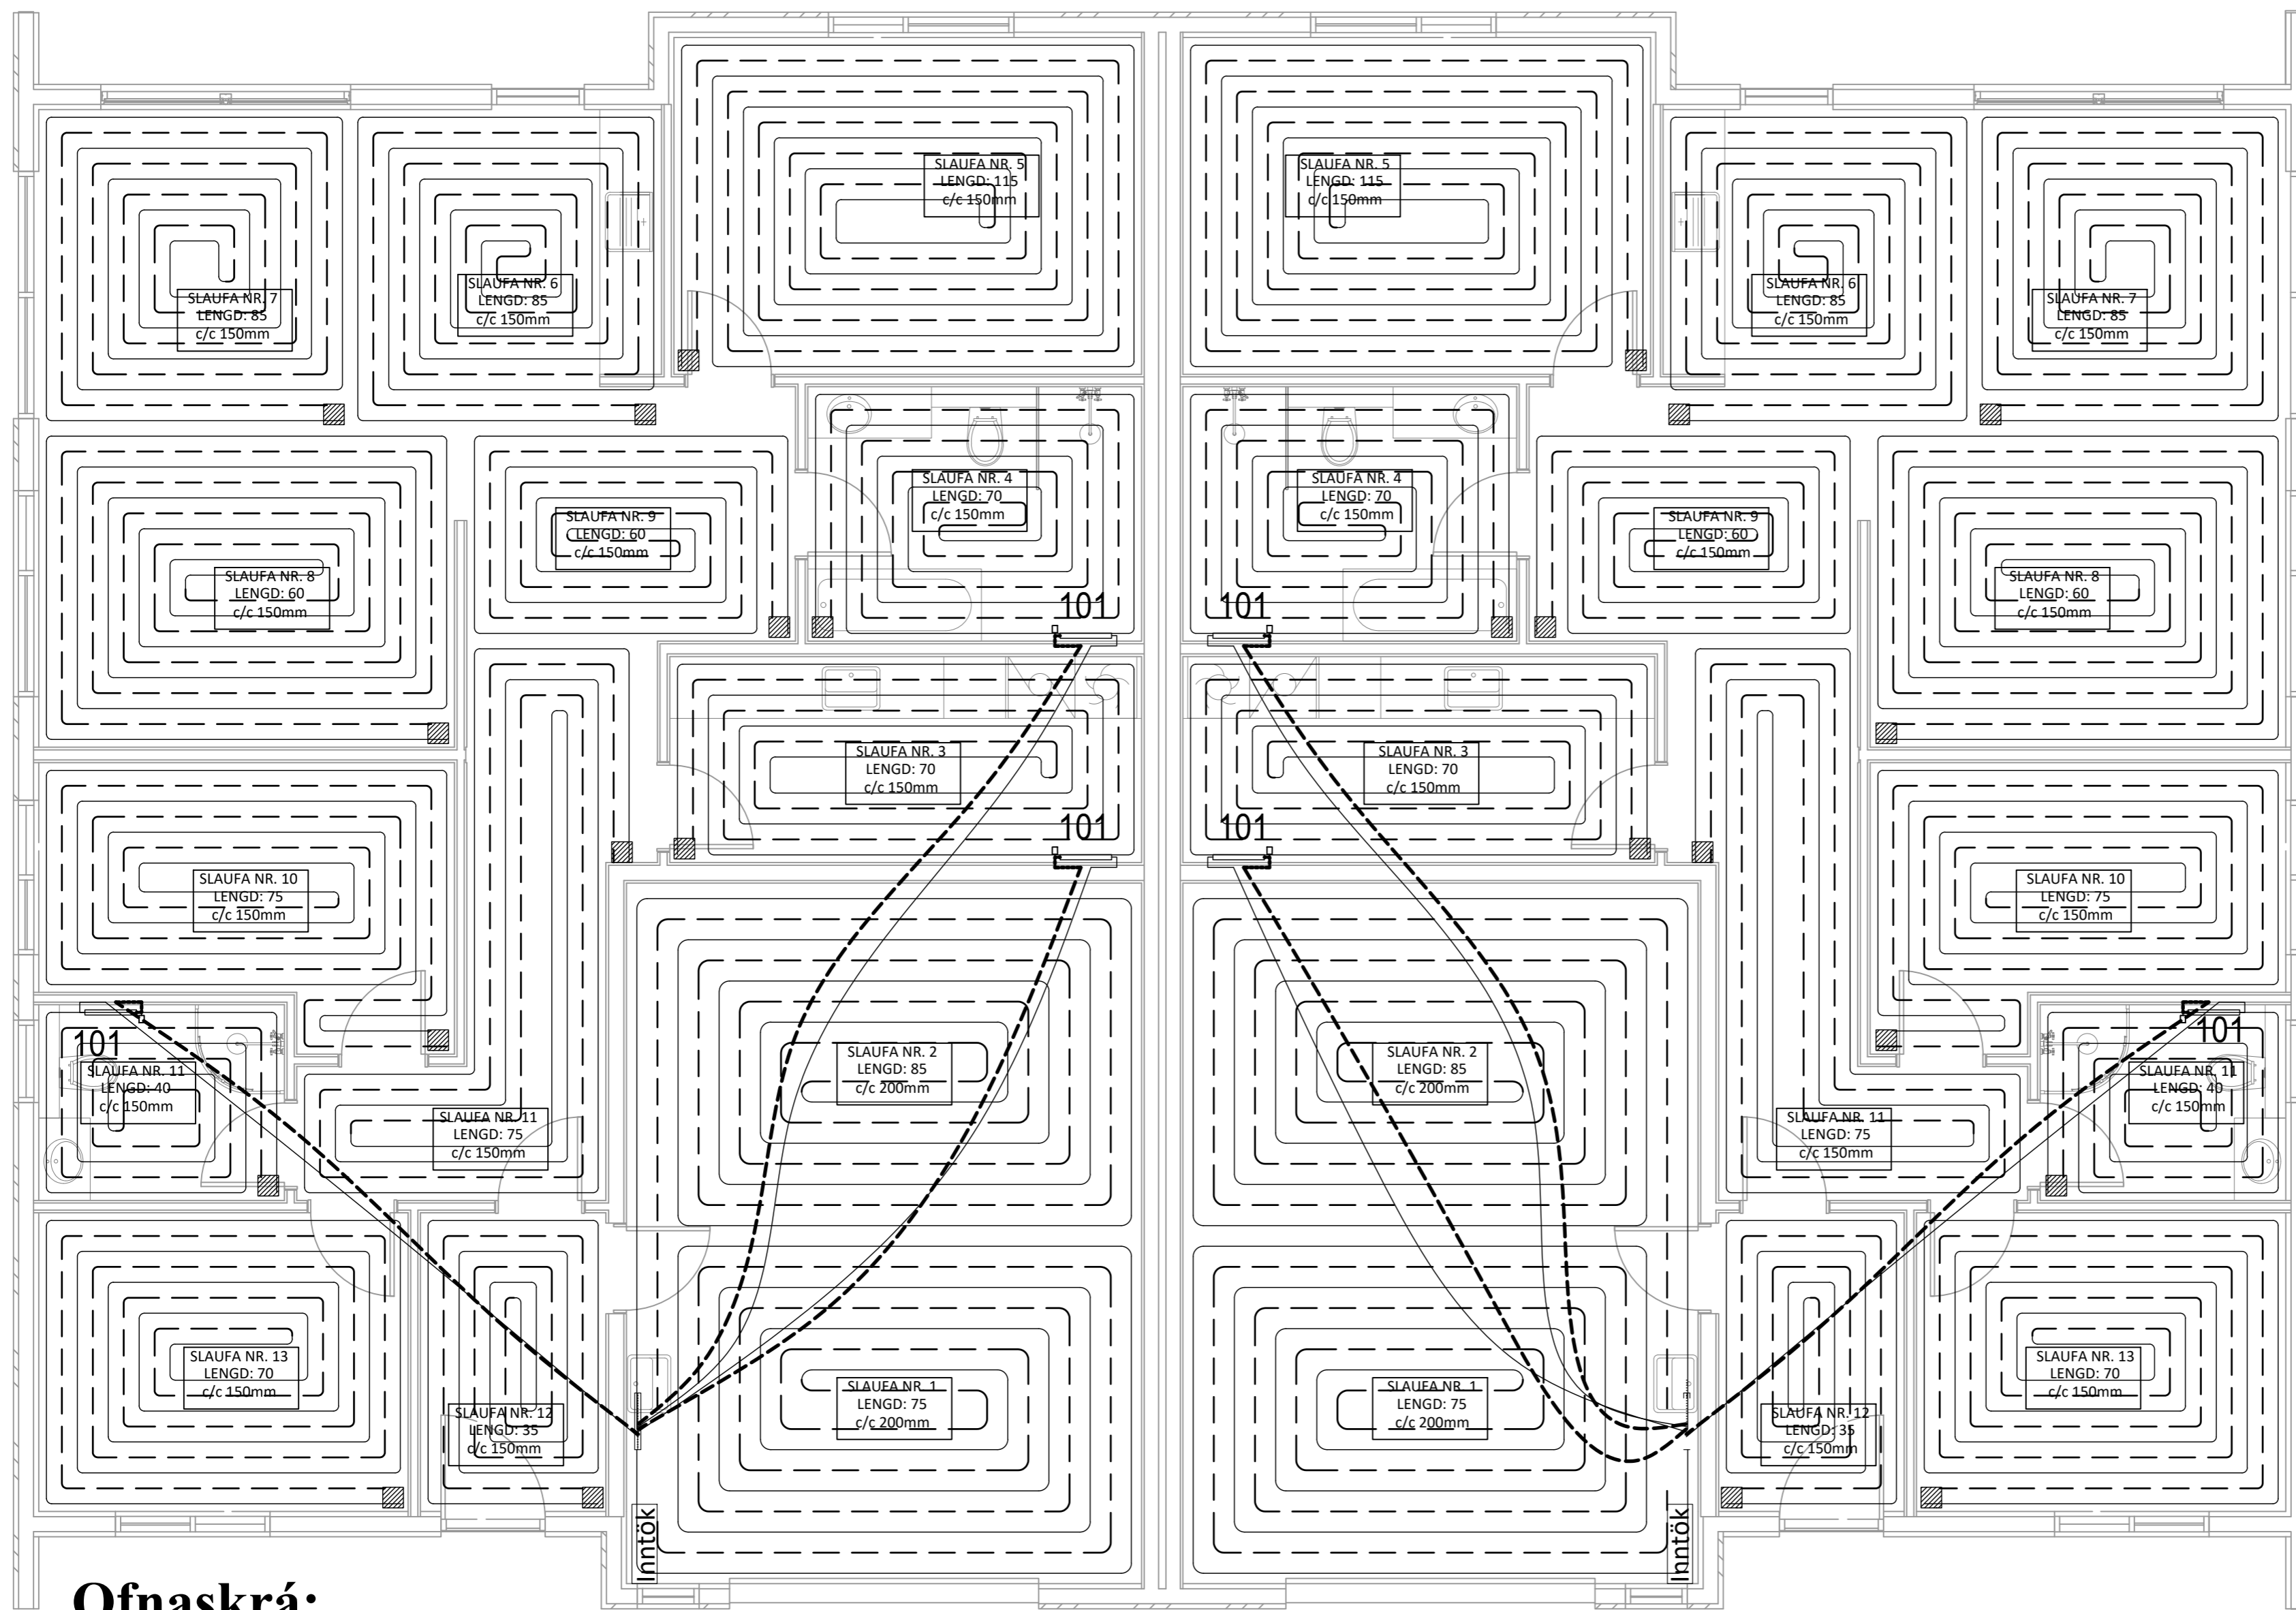 SLAUFA NR. 5
LENGD: 115
c/c 150mm
SLAUFA NR. 5
LENGD: 115
c/c 150mm
SLAUFA NR. 7
LENGD: 85
c/c 150mm
SLAUFA NR. 6
LENGD: 85
c/c 150mm
SLAUFA NR. 6
LENGD: 85
c/c 150mm
SLAUFA NR. 7
LENGD: 85
c/c 150mm
SLAUFA NR. 4
LENGD: 70
c/c 150mm
SLAUFA NR. 4
LENGD: 70
c/c 150mm
SLAUFA NR. 9
LENGD: 60
c/c 150mm
SLAUFA NR. 9
LENGD: 60
c/c 150mm
SLAUFA NR. 8
LENGD: 60
c/c 150mm
SLAUFA NR. 8
LENGD: 60
c/c 150mm
101
101
SLAUFA NR. 3
LENGD: 70
c/c 150mm
SLAUFA NR. 3
LENGD: 70
c/c 150mm
101
101
SLAUFA NR. 10
LENGD: 75
c/c 150mm
SLAUFA NR. 10
LENGD: 75
c/c 150mm
101
101
SLAUFA NR. 11
LENGD: 40
c/c 150mm
SLAUFA NR. 2
LENGD: 85
c/c 200mm
SLAUFA NR. 2
LENGD: 85
c/c 200mm
SLAUFA NR. 11
LENGD: 40
c/c 150mm
SLAUFA NR. 11
LENGD: 75
c/c 150mm
SLAUFA NR. 11
LENGD: 75
c/c 150mm
SLAUFA NR. 13
LENGD: 70
c/c 150mm
SLAUFA NR. 12
LENGD: 35
c/c 150mm
SLAUFA NR. 1
LENGD: 75
c/c 200mm
SLAUFA NR. 1
LENGD: 75
c/c 200mm
SLAUFA NR. 12
LENGD: 35
c/c 150mm
SLAUFA NR. 13
LENGD: 70
c/c 150mm
Inntök
Inntök
Ofnaskrá: